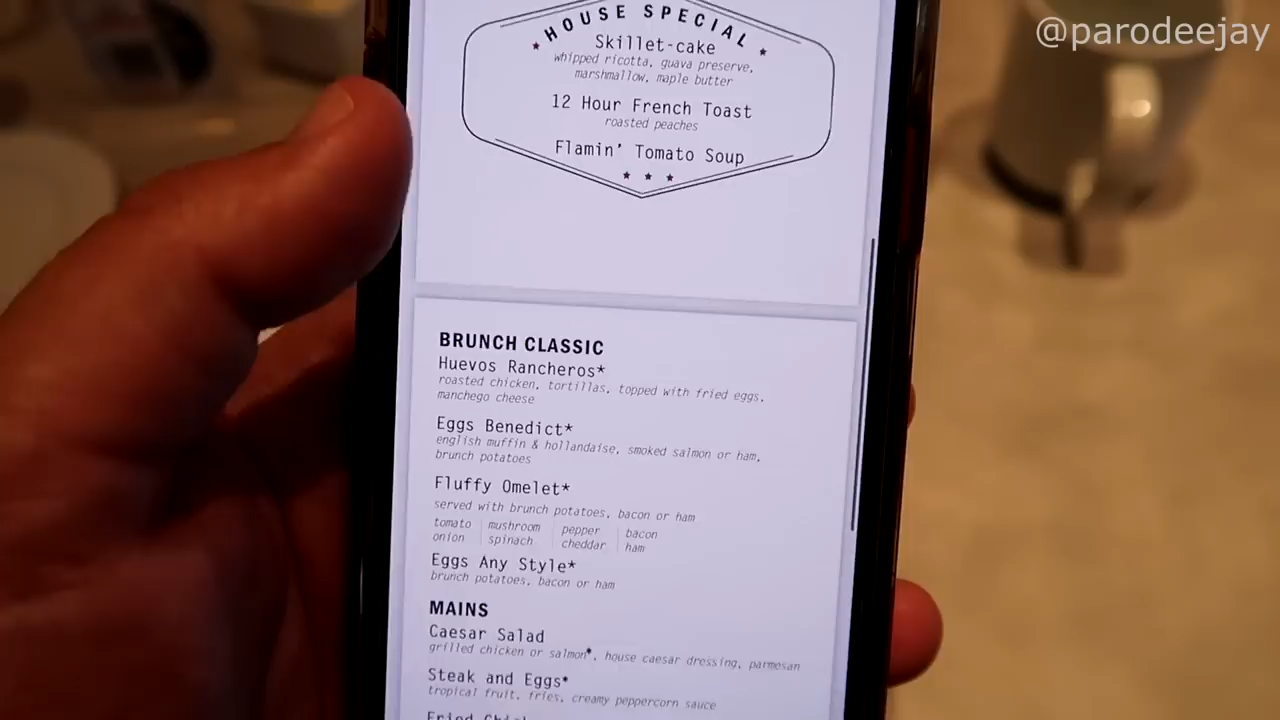 @parodeejay
HOUSE SPECIAL
Skillet-cake
whipped ricotta, guava preserve,
marshmallow, maple butter
12 Hour French Toast
roasted peaches
Flamin' Tomato Soup
BRUNCH CLASSIC
Huevos Rancheros*
roasted chicken, tortillas, topped with fried eggs,
manchego cheese
Eggs Benedict*
english muffin & hollandaise, smoked salmon or ham,
brunch potatoes
Fluffy Omelet*
served with brunch potatoes, bacon or ham
tomato mushroom pepper bacon
onion spinach cheddar ham
Eggs Any Style*
brunch potatoes, bacon or ham
MAINS
Caesar Salad
grilled chicken or salmon*, house caesar dressing, parmesan
Steak and Eggs*
tropical fruit, fries, creamy peppercorn sauce
Fried